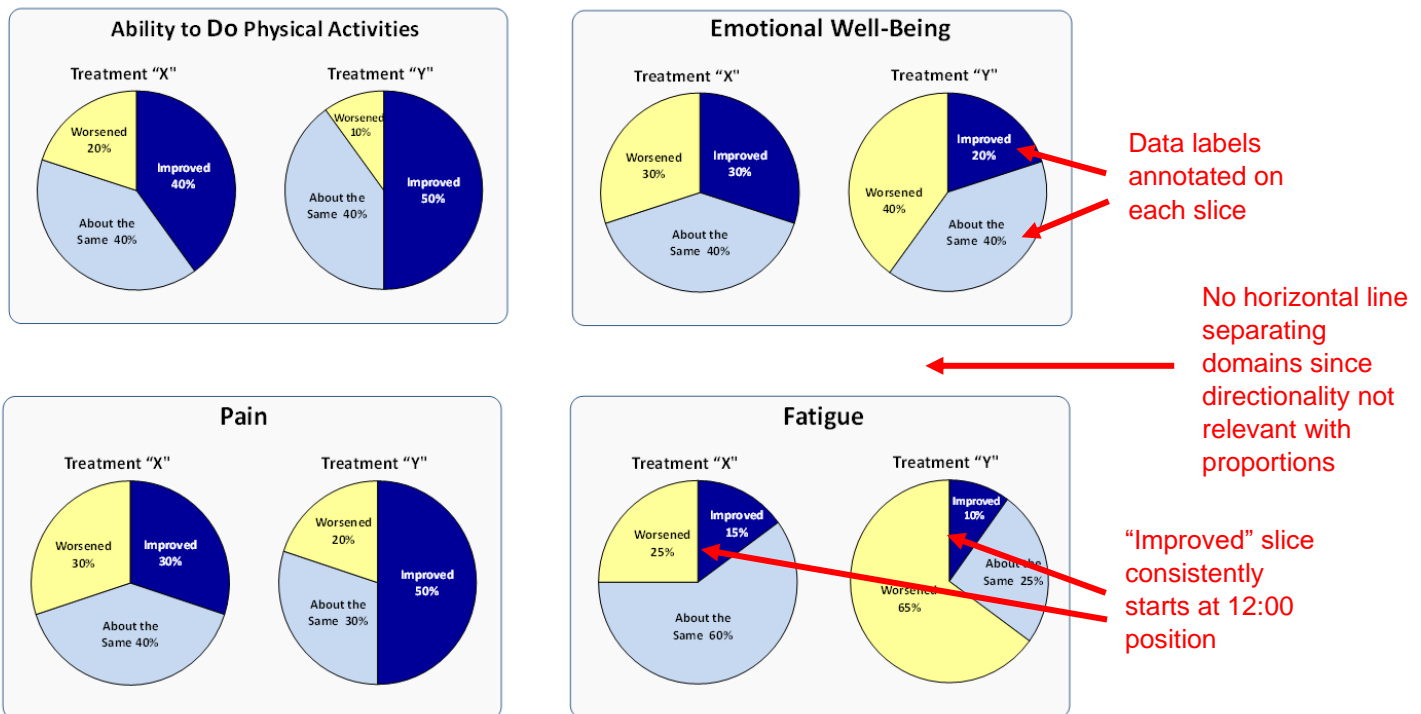 Ability to Do Physical Activities
Treatment “X"
Worsened
20%
Improved
40%
About the
Same 40%
Treatment “Y"
Worsened
10%
Improved
50%
About the
Same 40%
Emotional Well-Being
Treatment “X"
Worsened
30%
Improved
30%
About the
Same 40%
Treatment “Y"
Improved
20%
Worsened
40%
About the
Same 40%
Data labels
annotated on
each slice
No horizontal line
separating
domains since
directionality not
relevant with
proportions
Pain
Treatment “X"
Worsened
30%
Improved
30%
About the
Same 40%
Treatment “Y"
Worsened
20%
Improved
50%
About the
Same 30%
Fatigue
Treatment “X"
Improved
15%
Worsened
25%
About the
Same 60%
Treatment “Y"
Improved
10%
About the
Same 25%
Worsened
65%
“Improved” slice
consistently
starts at 12:00
position